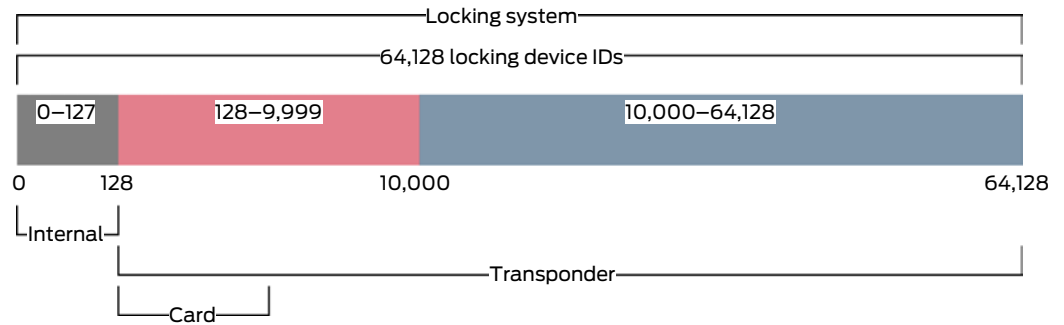 Locking system
64,128 locking device IDs
0–127 128–9,999 10,000–64,128
0 128 10,000 64,128
Internal
Transponder
Card